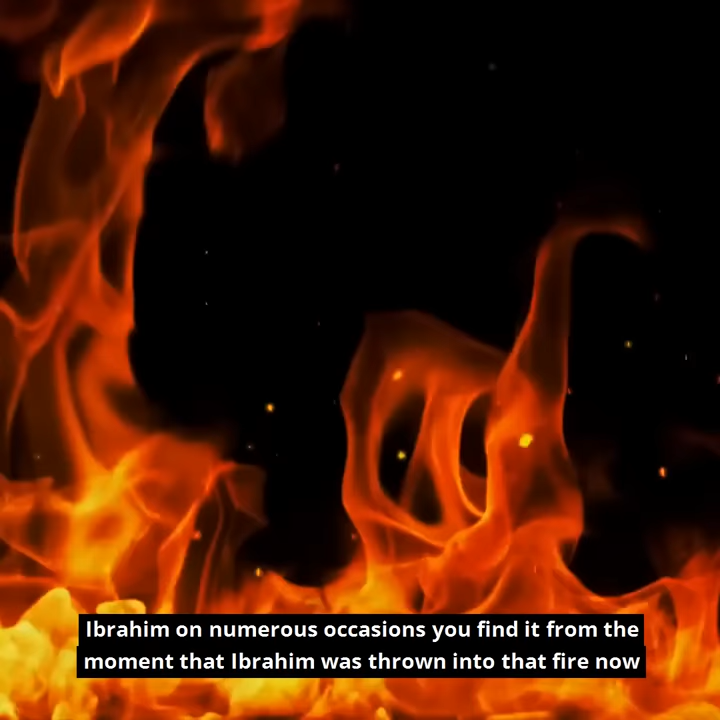 Ibrahim on numerous occasions you find it from the
moment that Ibrahim was thrown into that fire now